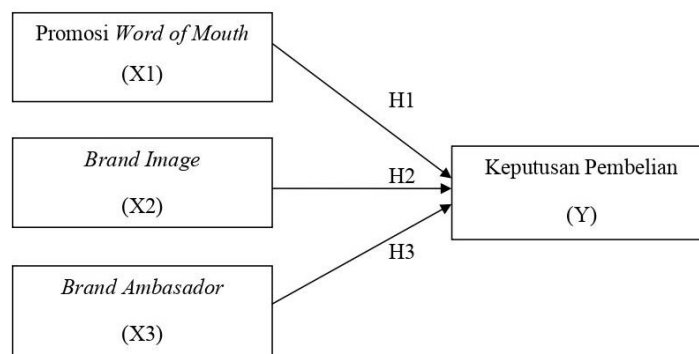 Promosi Word of Mouth
(X1)
H1
Brand Image
(X2)
H2
Keputusan Pembelian
(Y)
H3
Brand Ambasador
(X3)